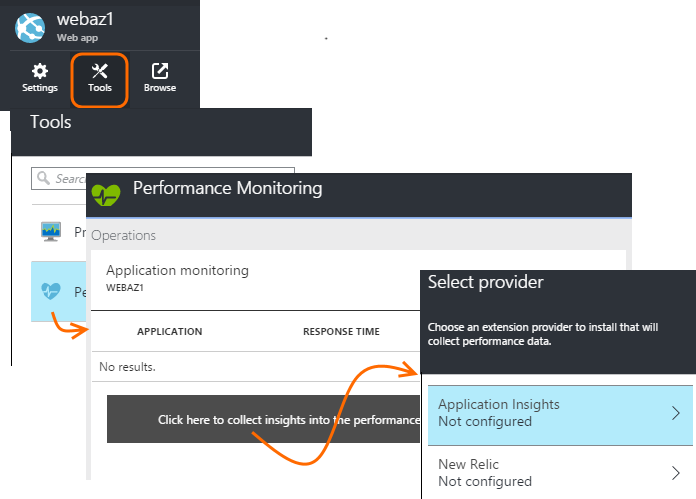 webaz1
Web app
Settings
Tools
Browse
Tools
Search
Performance Monitoring
Operations
Application monitoring
WEBAZ1
APPLICATION
RESPONSE TIME
No results.
Click here to collect insights into the performance
Select provider
Choose an extension provider to install that will
collect performance data.
Application Insights
Not configured
New Relic
Not configured